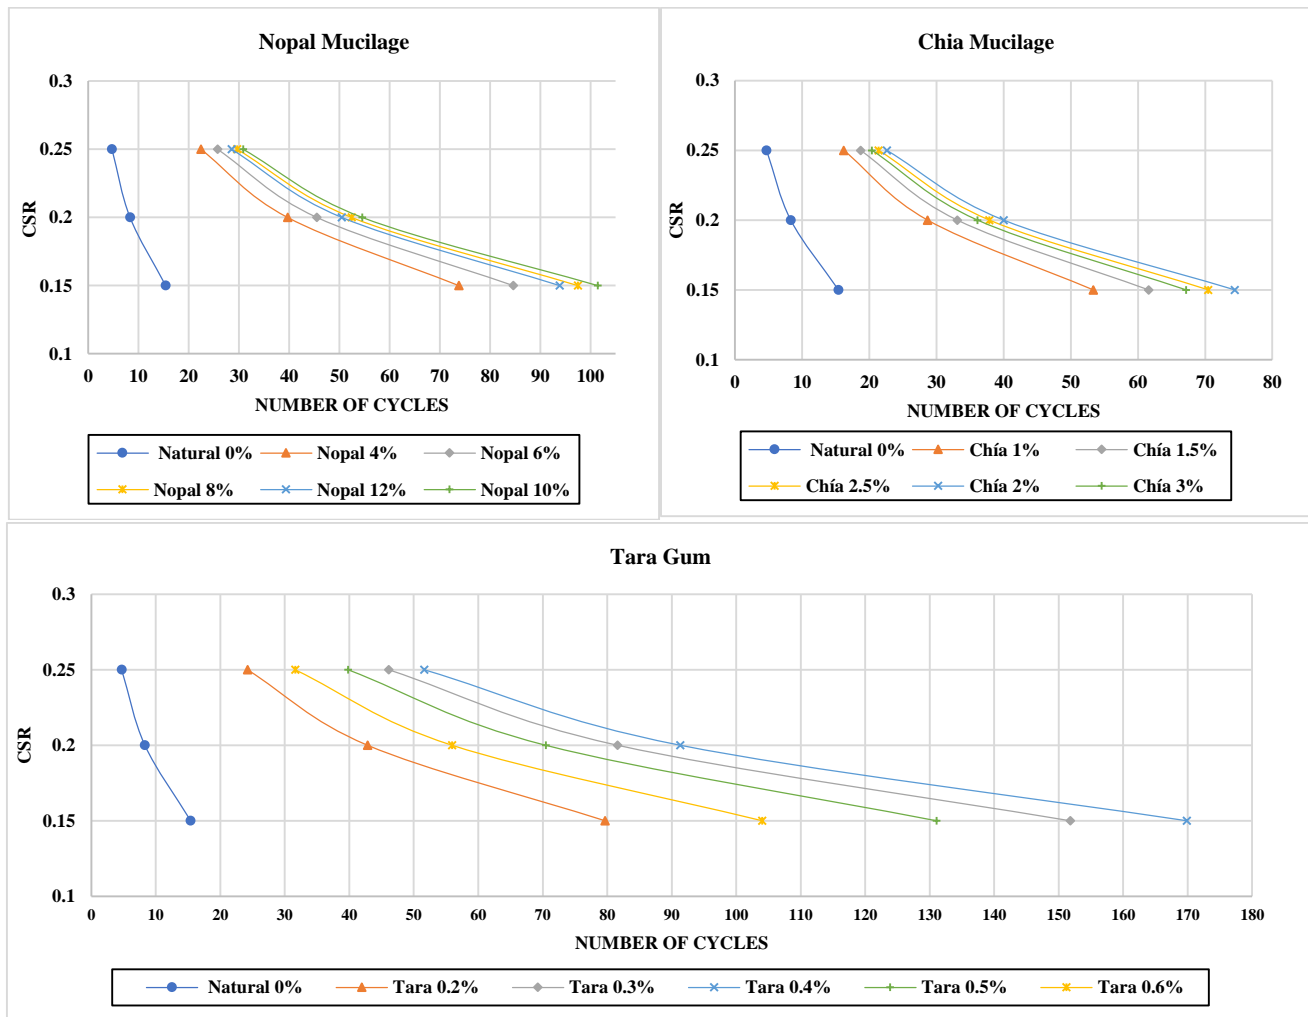 Nopal Mucilage
0.3
0.25
0.2
0.15
0.1
CSR
0 10 20 30 40 50 60 70 80 90 100
NUMBER OF CYCLES
Natural 0% Nopal 4% Nopal 6%
Nopal 8% Nopal 12% Nopal 10%
Chia Mucilage
0.3
0.25
0.2
0.15
0.1
CSR
0 10 20 30 40 50 60 70 80
NUMBER OF CYCLES
Natural 0% Chía 1% Chía 1.5%
Chía 2.5% Chía 2% Chía 3%
Tara Gum
0.3
0.25
0.2
0.15
0.1
CSR
0 10 20 30 40 50 60 70 80 90 100 110 120 130 140 150 160 170 180
NUMBER OF CYCLES
Natural 0% Tara 0.2% Tara 0.3% Tara 0.4% Tara 0.5% Tara 0.6%